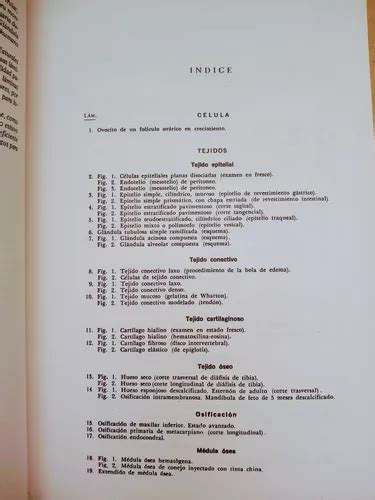 INDICE
LÁM.
CÉLULA
1. Ovocito de un folículo ovárico en crecimiento.
TEJIDOS
Tejido epitelial
2. Fig. 1. Células epiteliales planas disociadas (examen en fresco).
Fig. 2. Endotelio (mesotelio) de peritoneo.
Fig. 3. Endotelio (mesotelio) de peritoneo.
3. Fig. 1. Epitelio simple, cilíndrico, mucoso (epitelio de revestimiento gástrico).
Fig. 2. Epitelio simple prismático, con chapa estriada (de revestimiento intestinal)
4. Fig. 1. Epitelio estratificado pavimentoso (corte sagital).
Fig. 2. Epitelio estratificado pavimentoso (corte tangencial).
5. Fig. 1. Epitelio seudoestratificado, cilíndrico ciliado (epitelio traqueal).
Fig. 2. Epitelio mixto o polimorfo (epitelio vesical).
6. Glándula tubulosa simple ramificada (esquema).
7. Fig. 1. Glándula acinosa compuesta (esquema).
Fig. 2. Glándula alveolar compuesta (esquema).
Tejido conectivo
8. Fig. 1. Tejido conectivo laxo (procedimiento de la bola de edema).
Fig. 2. Células de tejido conectivo.
9. Fig. 1. Tejido conectivo laxo.
Fig. 2. Tejido conectivo denso.
10. Fig. 1. Tejido mucoso (gelatina de Wharton).
Fig. 2. Tejido conectivo modelado (tendón).
Tejido cartilaginoso
11. Fig. 1. Cartílago hialino (examen en estado fresco).
Fig. 2. Cartílago hialino (hematoxilina-eosina).
12. Fig. 1. Cartílago fibroso (disco intervertebral).
Fig. 2. Cartílago elástico (de epiglotis).
Tejido óseo
13. Fig. 1. Hueso seco (corte trasversal de diáfisis de tibia).
Fig. 2. Hueso seco (corte longitudinal de diáfisis de tibia).
14 Fig. 1. Hueso esponjoso descalcificado. Esternón de adulto (corte trasversal).
Fig. 2. Osificación intramembranosa. Mandíbula de feto de 5 meses descalcificado.
Osificación
15 Osificación de maxilar inferior. Estado avanzado.
16. Osificación primaria de metacarpiano (corte longitudinal).
17. Osificación endocondral.
Médula ósea
18. Fig. 1. Médula ósea hematógena.
Fig. 2. Médula ósea de conejo inyectado con tinta china.
19. Extendido de médula ósea.